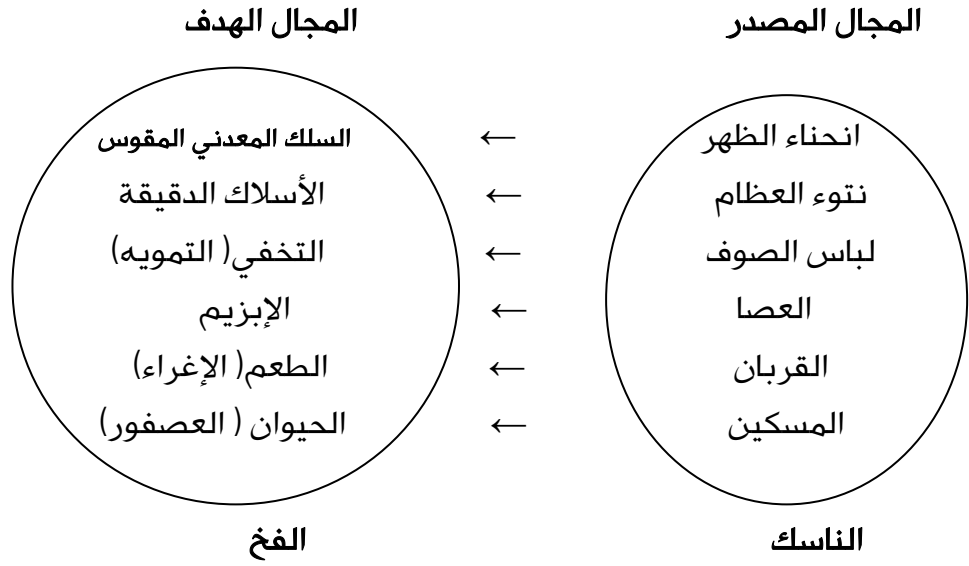 المجال المصدر المجال الهدف
انحناء الظهر ← السلك المعدني المقوس
نتوء العظام ← الأسلاك الدقيقة
لباس الصوف ← التخفي( التمويه)
العصا ← الإبزيم
القربان ← الطعم( الإغراء)
المسكين ← الحيوان ( العصفور)
الناسك الفخ